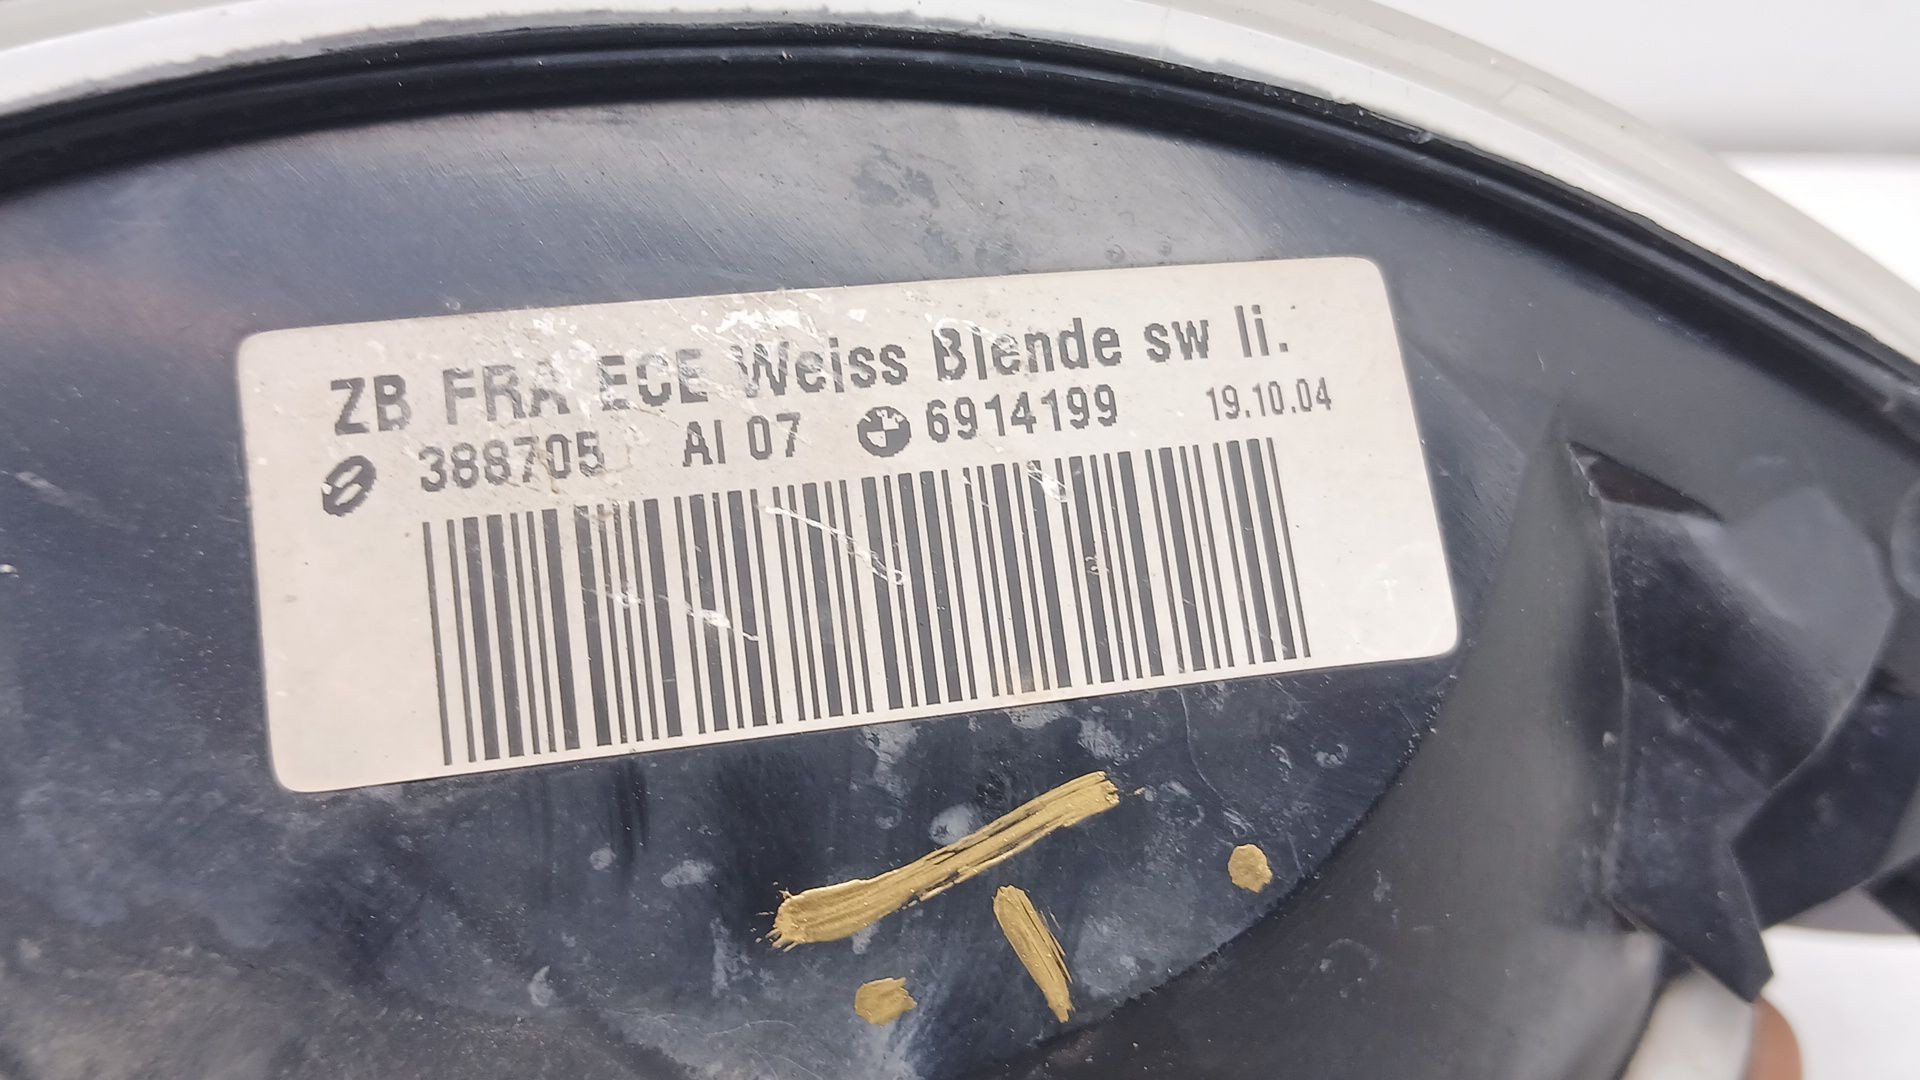 ZB FRA ECE Weiss Blende sw li.
388705 AI 07 6914199 19.10.04